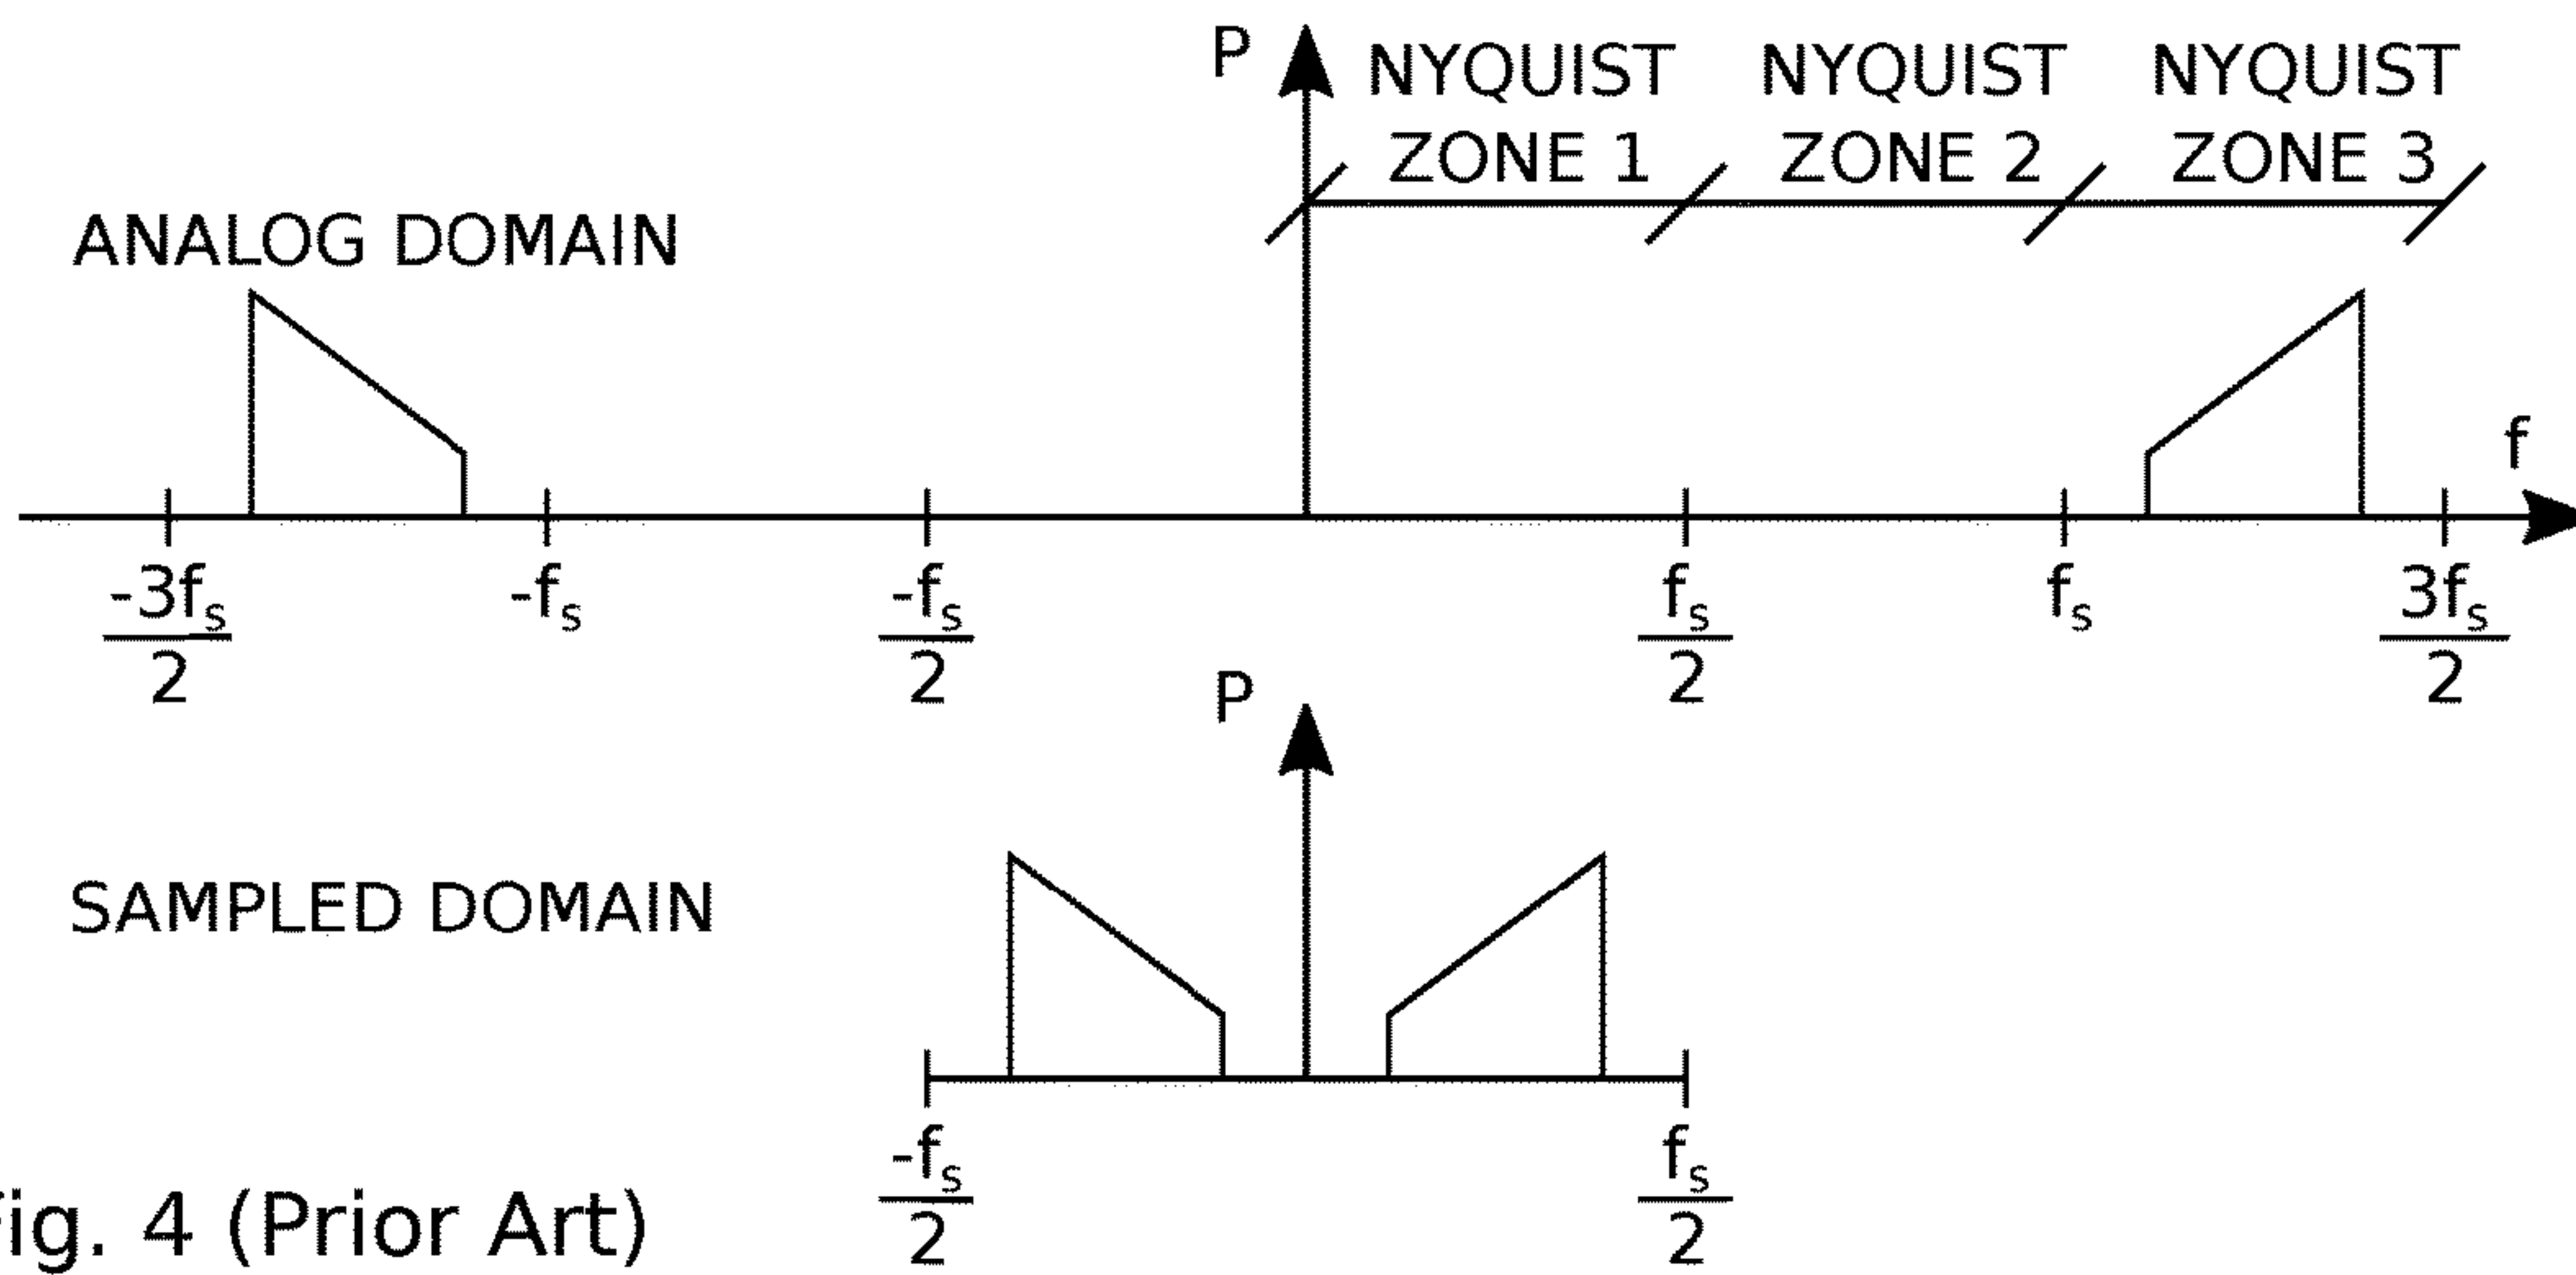 P
NYQUIST NYQUIST NYQUIST
ZONE 1 ZONE 2 ZONE 3
ANALOG DOMAIN
f
-3fs -fs -fs fs fs 3fs
2 2 2 2
P
SAMPLED DOMAIN
-fs fs
2 2
ig. 4 (Prior Art)